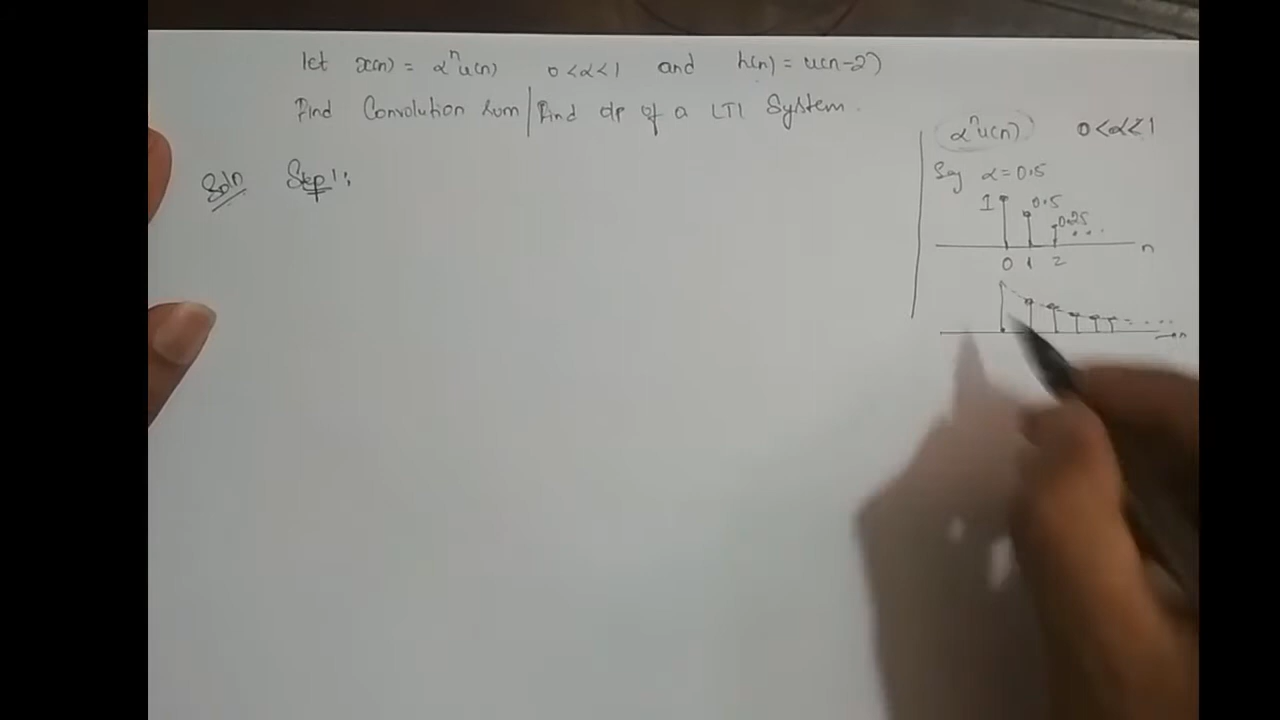 let x(n) = α^n u(n) 0<α<1 and h(n) = u(n-2)
Find Convolution sum | Find o/p of a LTI System.
Soln Step 1:
α^n u(n) 0<α<1
Say α = 0.5
1 0.5 0.25 ...
n
0 1 2
n